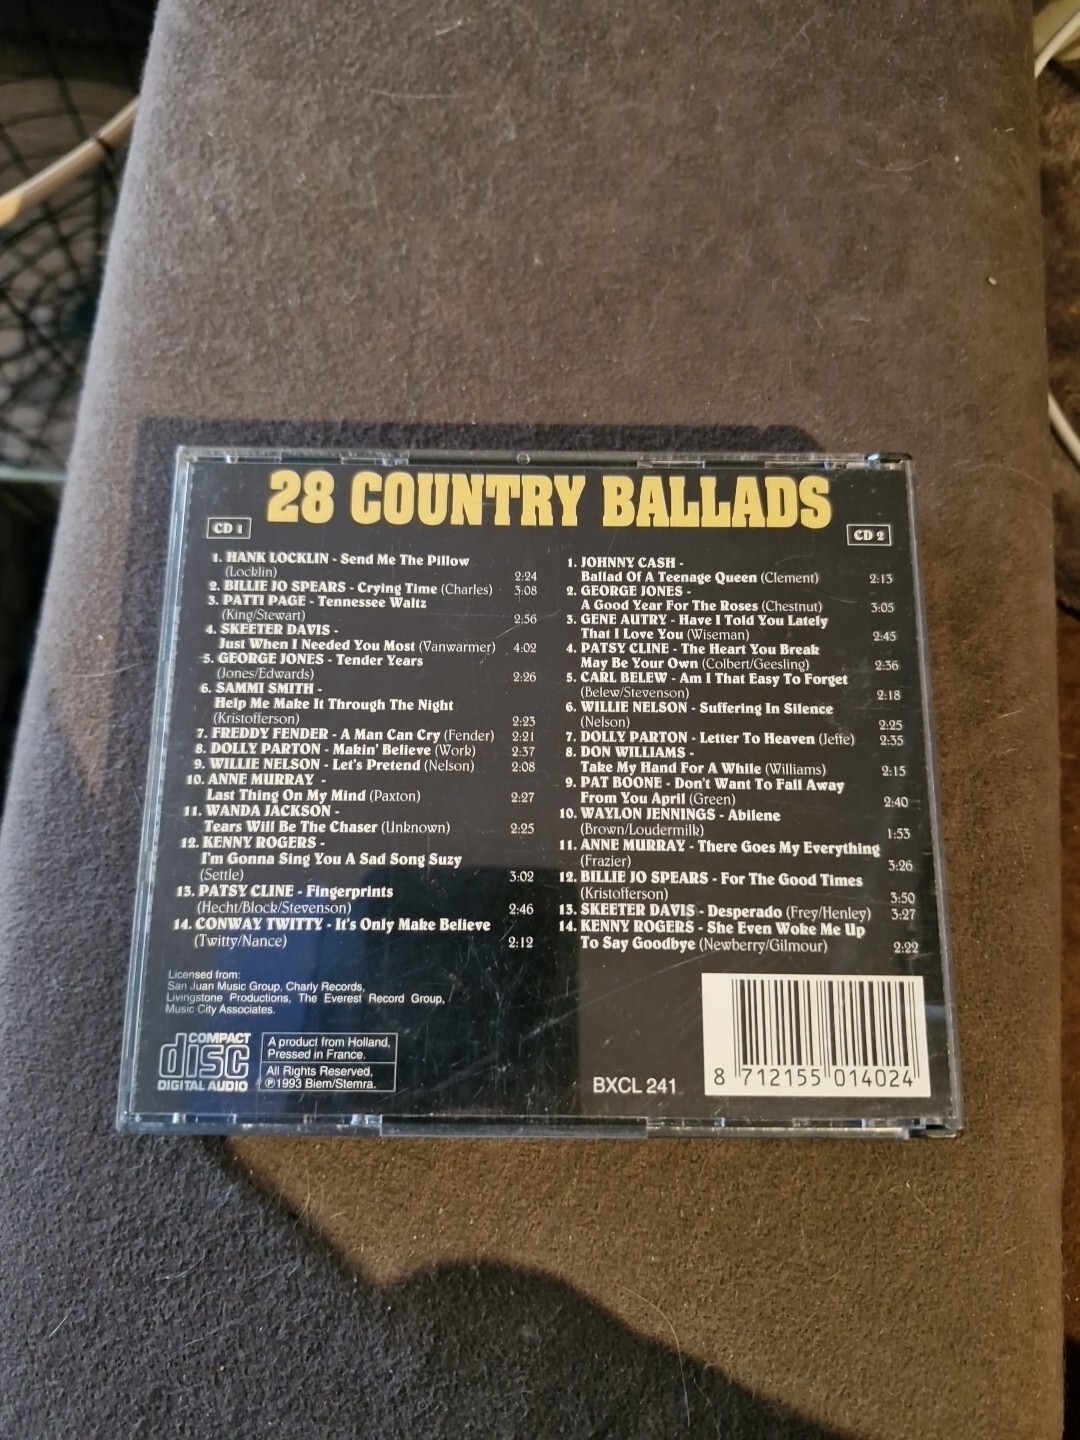 28 COUNTRY BALLADS
CD 1
1. HANK LOCKLIN - Send Me The Pillow
(Locklin) 2:24
2. BILLIE JO SPEARS - Crying Time (Charles) 3:08
3. PATTI PAGE - Tennessee Waltz
(King/Stewart) 2:56
4. SKEETER DAVIS -
Just When I Needed You Most (Vanwarmer) 4:02
5. GEORGE JONES - Tender Years
(Jones/Edwards) 2:26
6. SAMMI SMITH -
Help Me Make It Through The Night
(Kristofferson) 2:23
7. FREDDY FENDER - A Man Can Cry (Fender) 2:21
8. DOLLY PARTON - Makin' Believe (Work) 2:37
9. WILLIE NELSON - Let's Pretend (Nelson) 2:08
10. ANNE MURRAY -
Last Thing On My Mind (Paxton) 2:27
11. WANDA JACKSON -
Tears Will Be The Chaser (Unknown) 2:25
12. KENNY ROGERS -
I'm Gonna Sing You A Sad Song Suzy
(Settle) 3:02
13. PATSY CLINE - Fingerprints
(Hecht/Block/Stevenson) 2:46
14. CONWAY TWITTY - It's Only Make Believe
(Twitty/Nance) 2:12
CD 2
1. JOHNNY CASH -
Ballad Of A Teenage Queen (Clement) 2:13
2. GEORGE JONES -
A Good Year For The Roses (Chestnut) 3:05
3. GENE AUTRY - Have I Told You Lately
That I Love You (Wiseman) 2:45
4. PATSY CLINE - The Heart You Break
May Be Your Own (Colbert/Geesling) 2:36
5. CARL BELEW - Am I That Easy To Forget
(Belew/Stevenson) 2:18
6. WILLIE NELSON - Suffering In Silence
(Nelson) 2:25
7. DOLLY PARTON - Letter To Heaven (Jeffe) 2:35
8. DON WILLIAMS -
Take My Hand For A While (Williams) 2:15
9. PAT BOONE - Don't Want To Fall Away
From You April (Green) 2:40
10. WAYLON JENNINGS - Abilene
(Brown/Loudermilk) 1:53
11. ANNE MURRAY - There Goes My Everything
(Frazier) 3:26
12. BILLIE JO SPEARS - For The Good Times
(Kristofferson) 3:50
13. SKEETER DAVIS - Desperado (Frey/Henley) 3:27
14. KENNY ROGERS - She Even Woke Me Up
To Say Goodbye (Newberry/Gilmour) 2:22
Licensed from:
San Juan Music Group, Charly Records,
Livingstone Productions, The Everest Record Group,
Music City Associates.
COMPACT
disc
DIGITAL AUDIO
A product from Holland,
Pressed in France.
All Rights Reserved,
℗1993 Biem/Stemra.
BXCL 241
8 712155 014024